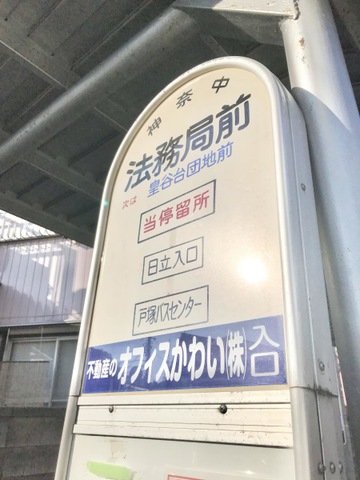 神奈中
法務局前
次は 皇谷台団地前
当停留所
日立入口
戸塚バスセンター
不動産の オフィスかわい(株)